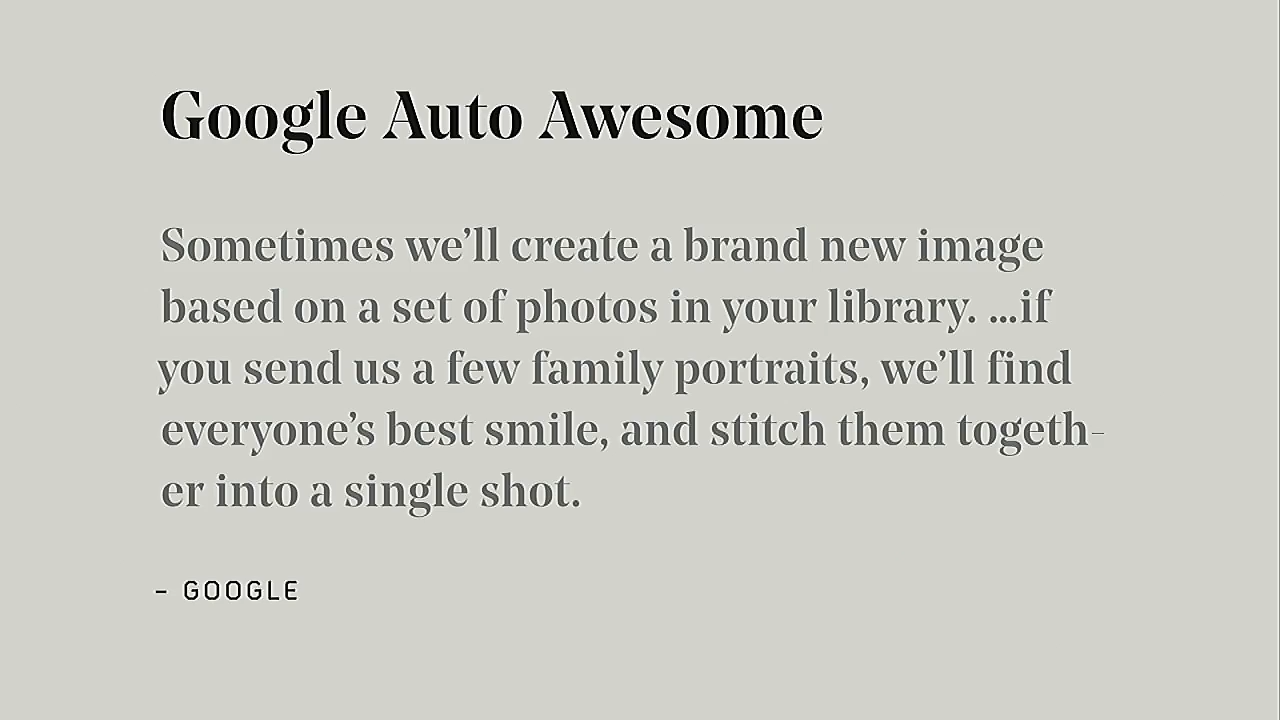 Google Auto Awesome
Sometimes we’ll create a brand new image
based on a set of photos in your library. …if
you send us a few family portraits, we’ll find
everyone’s best smile, and stitch them togeth-
er into a single shot.
– GOOGLE